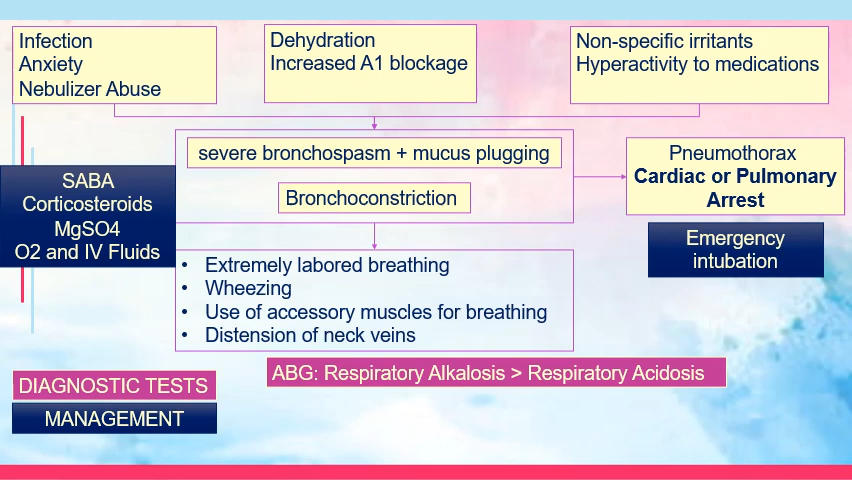 Infection
Anxiety
Nebulizer Abuse
Dehydration
Increased A1 blockage
Non-specific irritants
Hyperactivity to medications
severe bronchospasm + mucus plugging
Bronchoconstriction
Pneumothorax
Cardiac or Pulmonary
Arrest
SABA
Corticosteroids
MgSO4
O2 and IV Fluids
Emergency
intubation
• Extremely labored breathing
• Wheezing
• Use of accessory muscles for breathing
• Distension of neck veins
ABG: Respiratory Alkalosis > Respiratory Acidosis
DIAGNOSTIC TESTS
MANAGEMENT